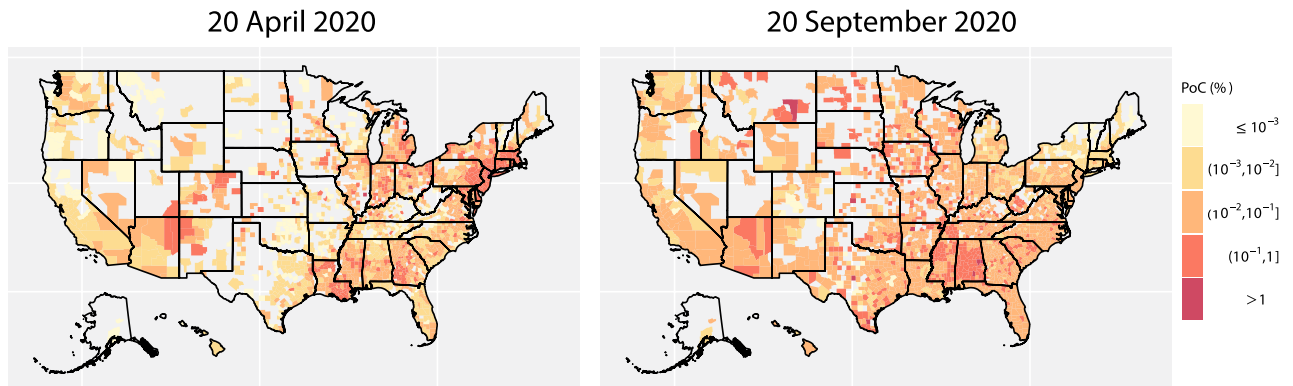 20 April 2020
20 September 2020
PoC (%)
≤ 10⁻³
(10⁻³,10⁻²]
(10⁻²,10⁻¹]
(10⁻¹,1]
>1